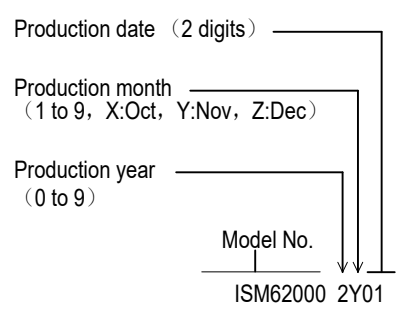 Production date （2 digits）
Production month
（1 to 9，X:Oct，Y:Nov，Z:Dec）
Production year
（0 to 9）
Model No.
ISM62000 2Y01